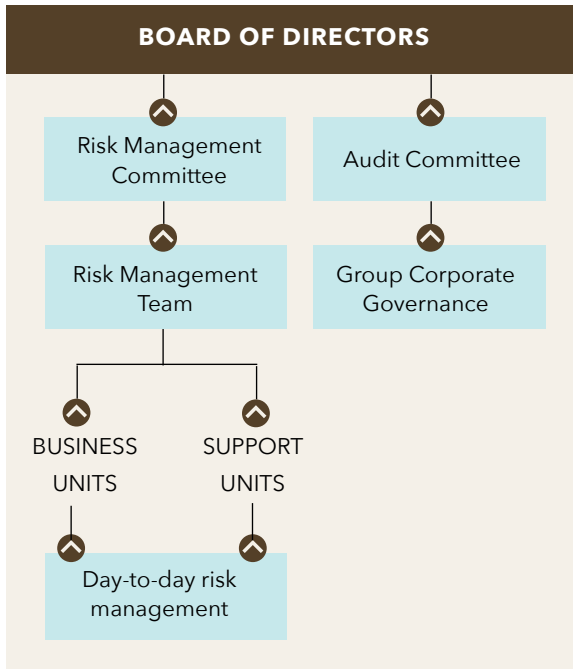 BOARD OF DIRECTORS
Risk Management
Committee
Audit Committee
Risk Management
Team
Group Corporate
Governance
BUSINESS
UNITS
SUPPORT
UNITS
Day-to-day risk
management